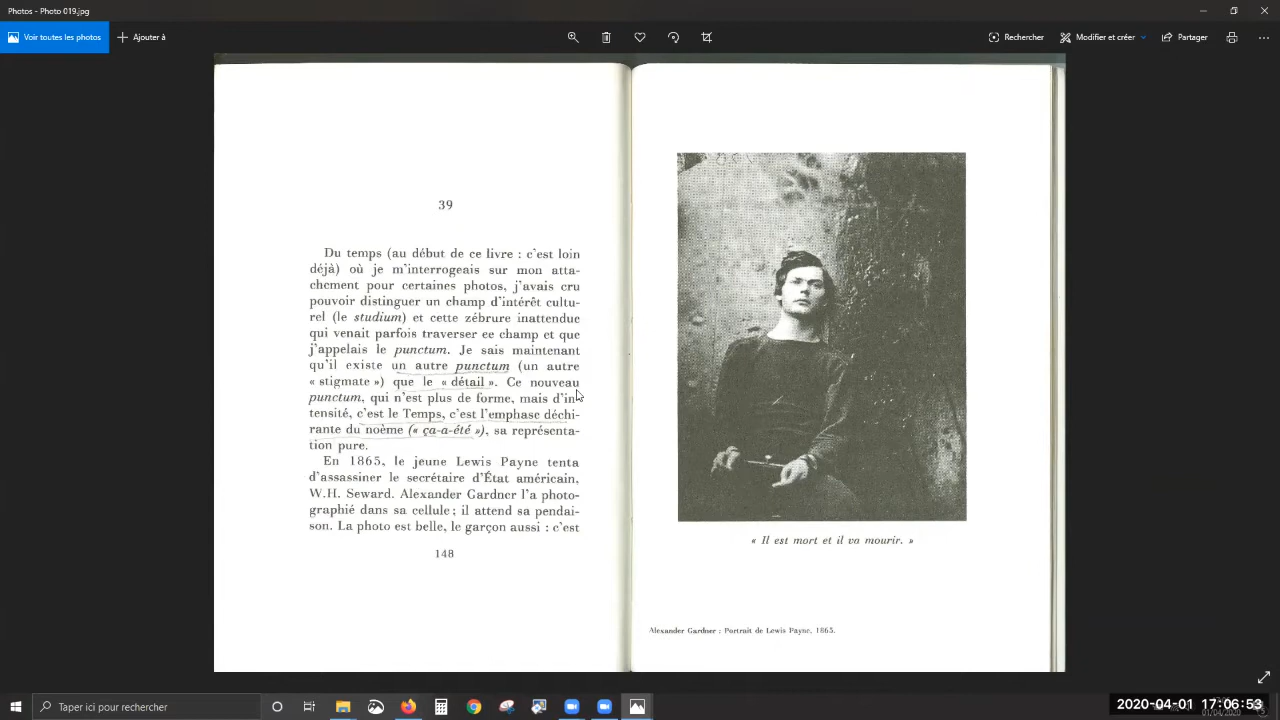 Photos - Photo 019.jpg
Voir toutes les photos
Ajouter à
Rechercher
Modifier et créer
Partager
39
Du temps (au début de ce livre : c'est loin
déjà) où je m'interrogeais sur mon atta-
chement pour certaines photos, j'avais cru
pouvoir distinguer un champ d'intérêt cultu-
rel (le studium) et cette zébrure inattendue
qui venait parfois traverser ce champ et que
j'appelais le punctum. Je sais maintenant
qu'il existe un autre punctum (un autre
« stigmate ») que le « détail ». Ce nouveau
punctum, qui n'est plus de forme, mais d'in-
tensité, c'est le Temps, c'est l'emphase déchi-
rante du noème (« ça-a-été »), sa représenta-
tion pure.
En 1865, le jeune Lewis Payne tenta
d'assassiner le secrétaire d'État américain,
W.H. Seward. Alexander Gardner l'a photo-
graphié dans sa cellule ; il attend sa pendai-
son. La photo est belle, le garçon aussi : c'est
148
« Il est mort et il va mourir. »
Alexander Gardner : Portrait de Lewis Payne, 1865.
Taper ici pour rechercher
2020-04-01 17:06:53